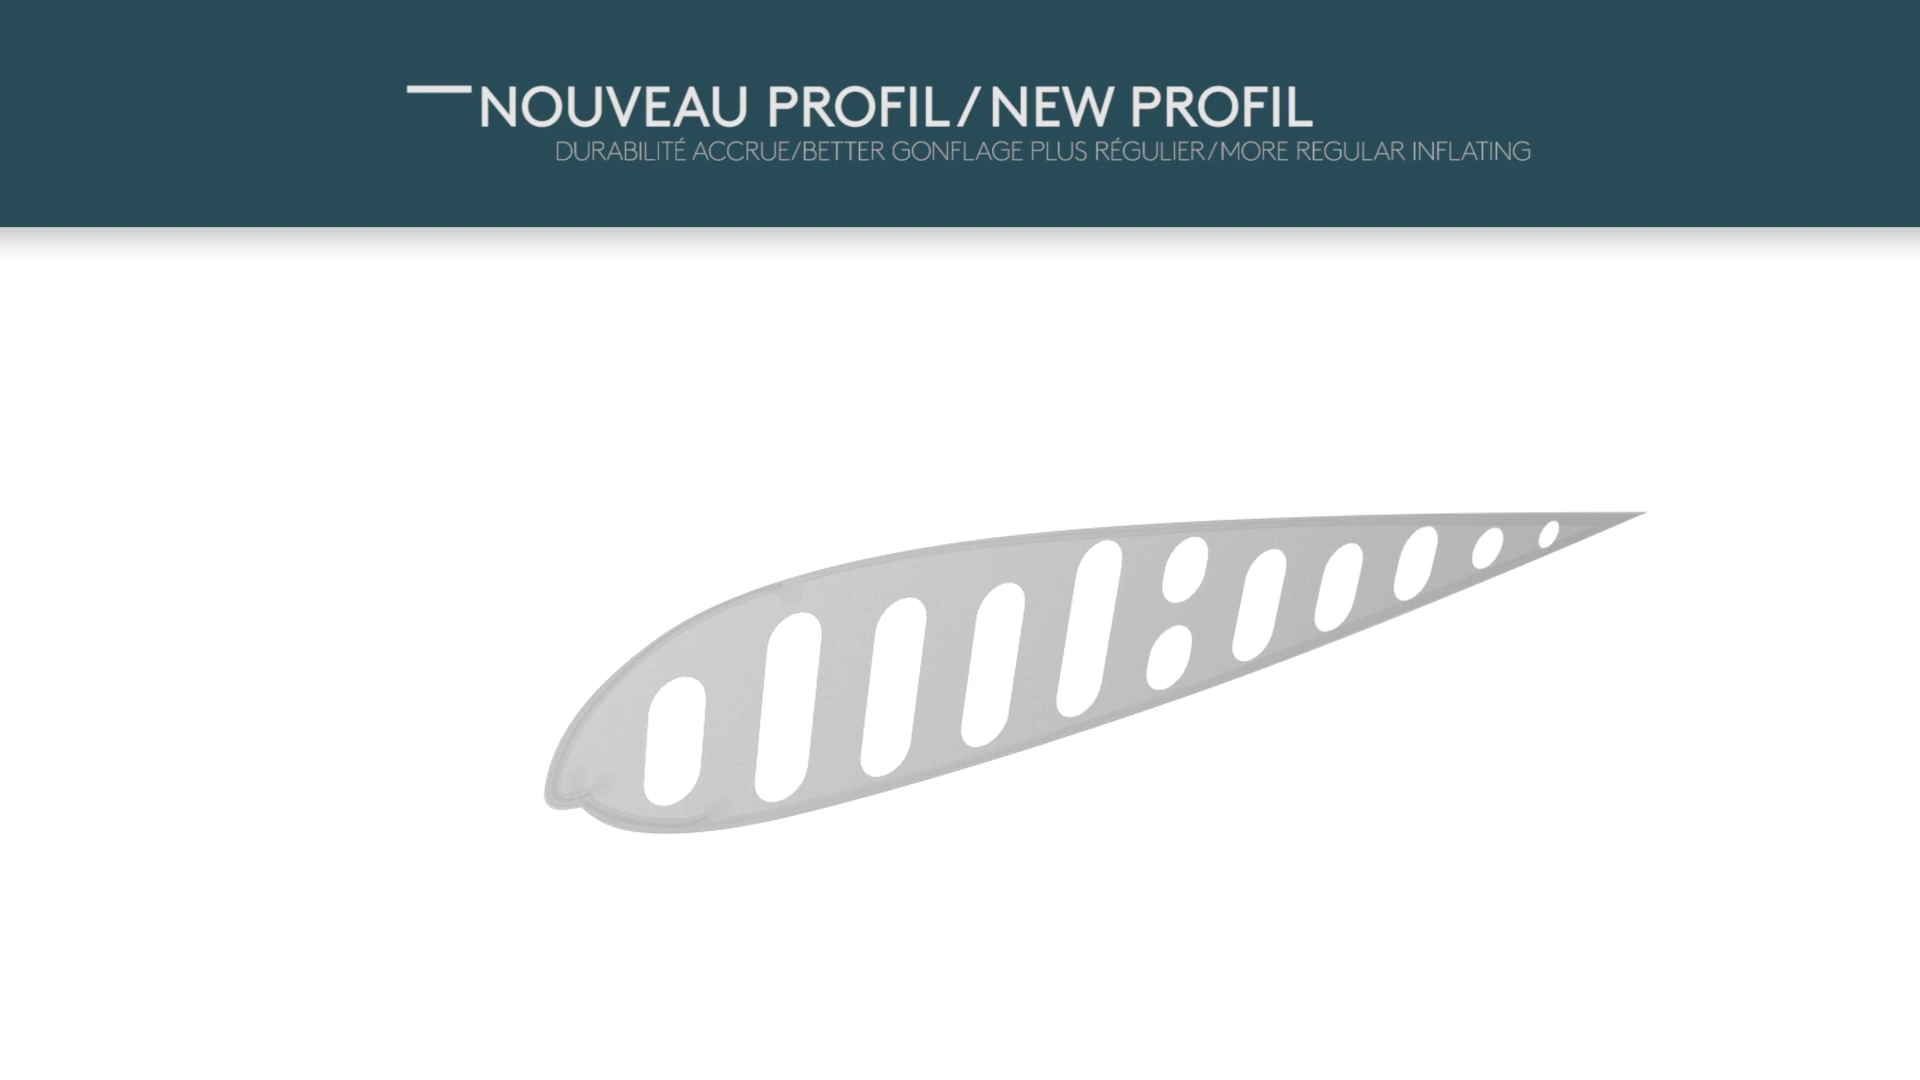 NOUVEAU PROFIL/NEW PROFIL
DURABILITÉ ACCRUE/BETTER GONFLAGE PLUS RÉGULIER/MORE REGULAR INFLATING